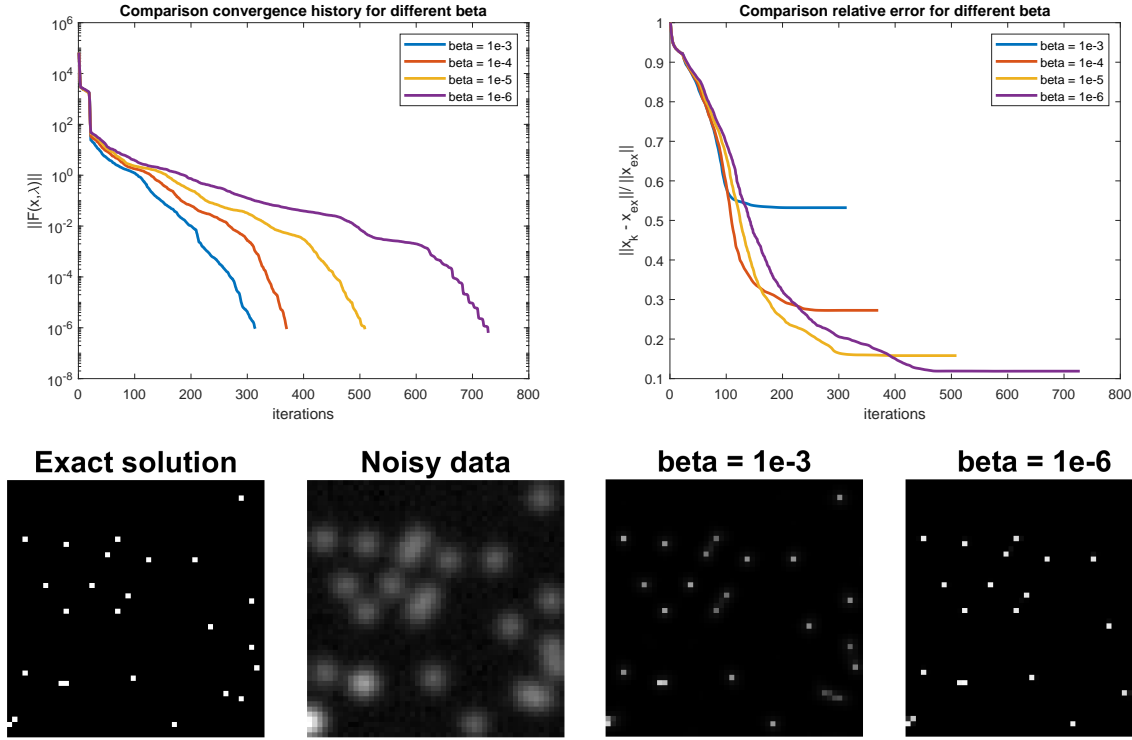 Comparison convergence history for different beta
10^6
10^4
10^2
10^0
10^-2
10^-4
10^-6
10^-8
||F(x,λ)||
0 100 200 300 400 500 600 700 800
iterations
beta = 1e-3
beta = 1e-4
beta = 1e-5
beta = 1e-6
Comparison relative error for different beta
1
0.9
0.8
0.7
0.6
0.5
0.4
0.3
0.2
0.1
||x_k - x_ex||/ ||x_ex||
0 100 200 300 400 500 600 700 800
iterations
beta = 1e-3
beta = 1e-4
beta = 1e-5
beta = 1e-6
Exact solution
Noisy data
beta = 1e-3
beta = 1e-6